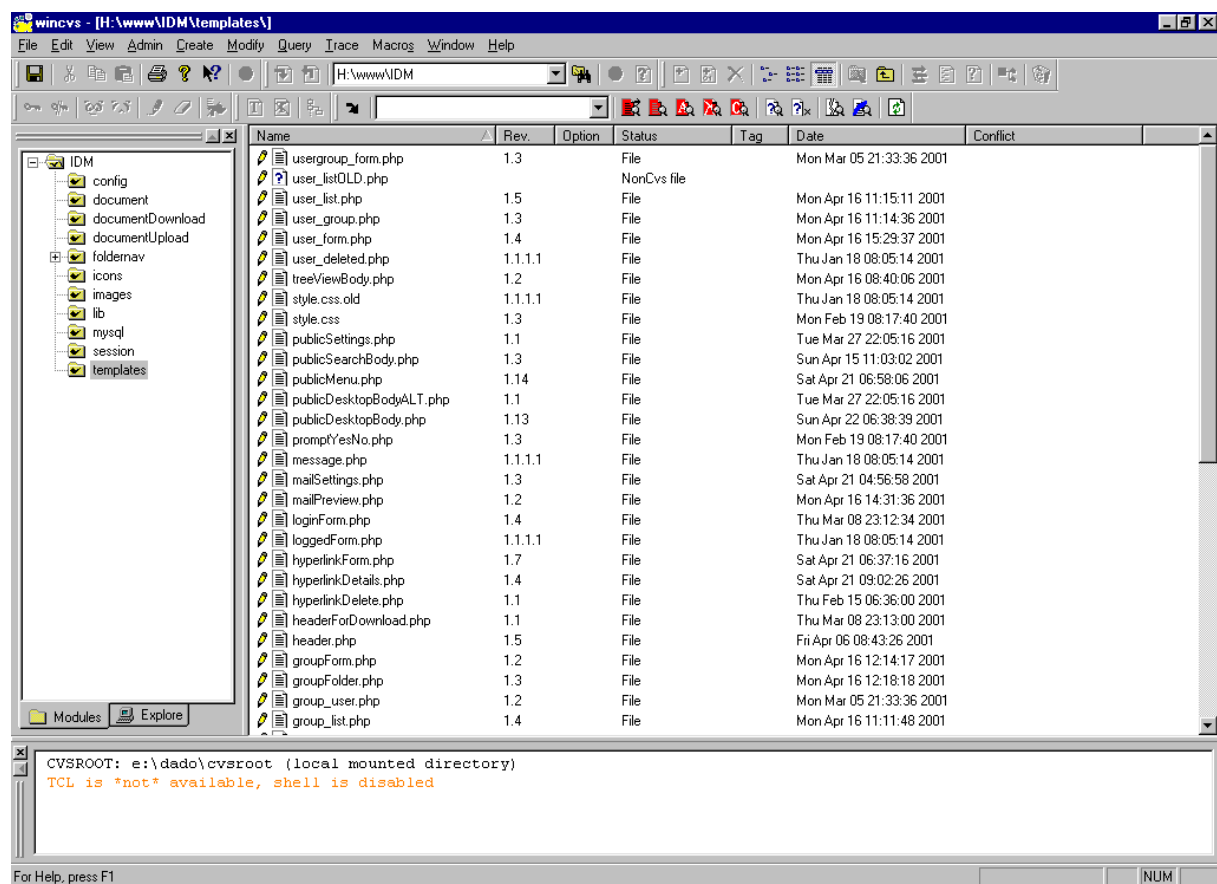 wincvs - [H:\www\IDM\templates\]
File Edit View Admin Create Modify Query Trace Macros Window Help
H:\www\IDM
Name Rev. Option Status Tag Date Conflict
IDM
config
document
documentDownload
documentUpload
foldernav
icons
images
lib
mysql
session
templates
Modules Explore
usergroup_form.php 1.3 File Mon Mar 05 21:33:36 2001
user_listOLD.php NonCvs file
user_list.php 1.5 File Mon Apr 16 11:15:11 2001
user_group.php 1.3 File Mon Apr 16 11:14:36 2001
user_form.php 1.4 File Mon Apr 16 15:29:37 2001
user_deleted.php 1.1.1.1 File Thu Jan 18 08:05:14 2001
treeViewBody.php 1.2 File Mon Apr 16 08:40:06 2001
style.css.old 1.1.1.1 File Thu Jan 18 08:05:14 2001
style.css 1.3 File Mon Feb 19 08:17:40 2001
publicSettings.php 1.1 File Tue Mar 27 22:05:16 2001
publicSearchBody.php 1.3 File Sun Apr 15 11:03:02 2001
publicMenu.php 1.14 File Sat Apr 21 06:58:06 2001
publicDesktopBodyALT.php 1.1 File Tue Mar 27 22:05:16 2001
publicDesktopBody.php 1.13 File Sun Apr 22 06:38:39 2001
promptYesNo.php 1.3 File Mon Feb 19 08:17:40 2001
message.php 1.1.1.1 File Thu Jan 18 08:05:14 2001
mailSettings.php 1.3 File Sat Apr 21 04:56:58 2001
mailPreview.php 1.2 File Mon Apr 16 14:31:36 2001
loginForm.php 1.4 File Thu Mar 08 23:12:34 2001
loggedForm.php 1.1.1.1 File Thu Jan 18 08:05:14 2001
hyperlinkForm.php 1.7 File Sat Apr 21 06:37:16 2001
hyperlinkDetails.php 1.4 File Sat Apr 21 09:02:26 2001
hyperlinkDelete.php 1.1 File Thu Feb 15 06:36:00 2001
headerForDownload.php 1.1 File Thu Mar 08 23:13:00 2001
header.php 1.5 File Fri Apr 06 08:43:26 2001
groupForm.php 1.2 File Mon Apr 16 12:14:17 2001
groupFolder.php 1.3 File Mon Apr 16 12:18:18 2001
group_user.php 1.2 File Mon Mar 05 21:33:36 2001
group_list.php 1.4 File Mon Apr 16 11:11:48 2001
CVSROOT: e:\dado\cvsroot (local mounted directory)
TCL is *not* available, shell is disabled
For Help, press F1
NUM